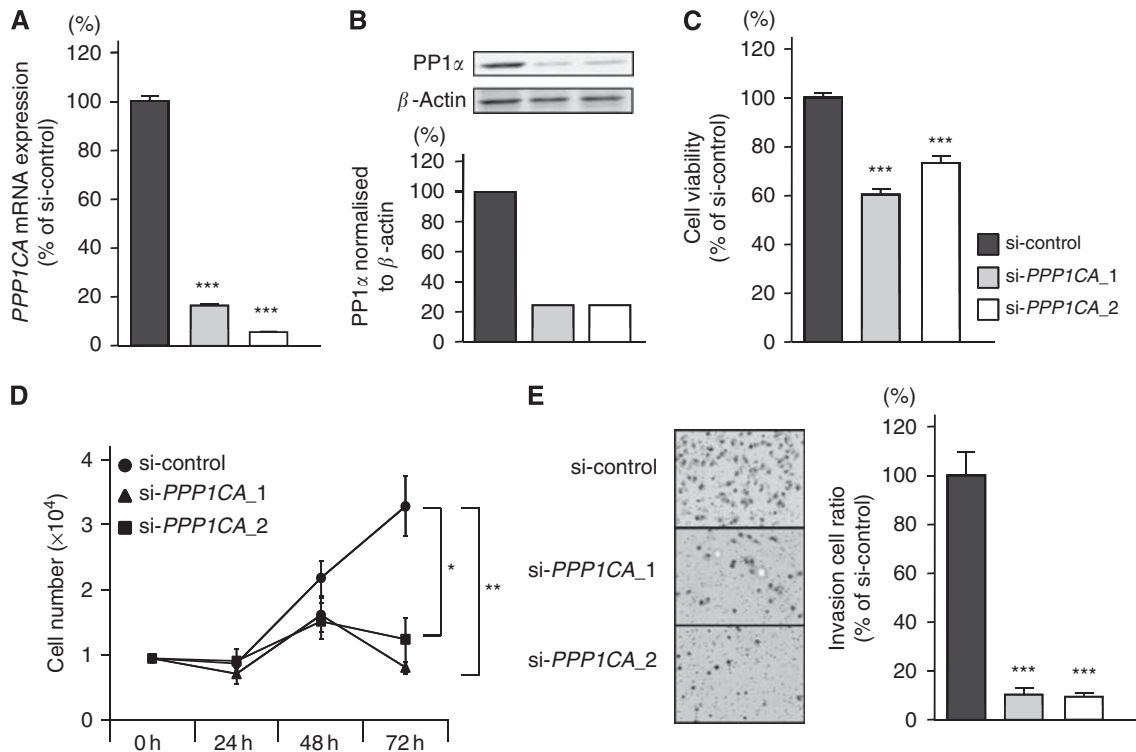 A
(%)
120
100
80
60
40
20
0
PPP1CA mRNA expression
(% of si-control)
***
***
B
PP1α
β-Actin
(%)
120
100
80
60
40
20
0
PP1α normalised
to β-actin
C
(%)
120
100
80
60
40
20
0
Cell viability
(% of si-control)
***
***
si-control
si-PPP1CA_1
si-PPP1CA_2
D
si-control
si-PPP1CA_1
si-PPP1CA_2
4
3
2
1
0
Cell number (×10⁴)
*
**
0 h 24 h 48 h 72 h
E
si-control
si-PPP1CA_1
si-PPP1CA_2
(%)
120
100
80
60
40
20
0
Invasion cell ratio
(% of si-control)
***
***